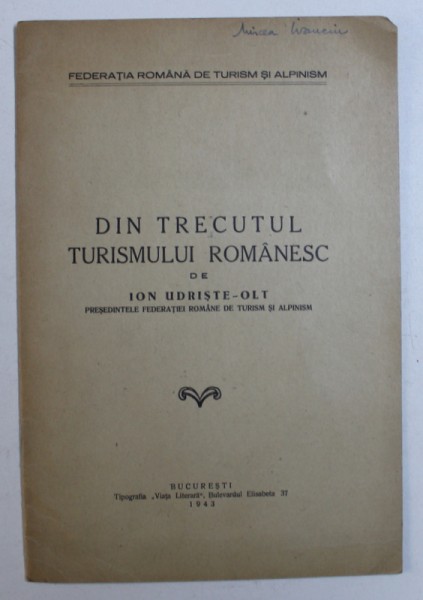 Mircea
FEDERAȚIA ROMÂNĂ DE TURISM ȘI ALPINISM
DIN TRECUTUL
TURISMULUI ROMÂNESC
DE
ION UDRIȘTE-OLT
PREȘEDINTELE FEDERAȚIEI ROMÂNE DE TURISM ȘI ALPINISM
BUCUREȘTI
Tipografia „Viața Literară”, Bulevardul Elisabeta 37
1943